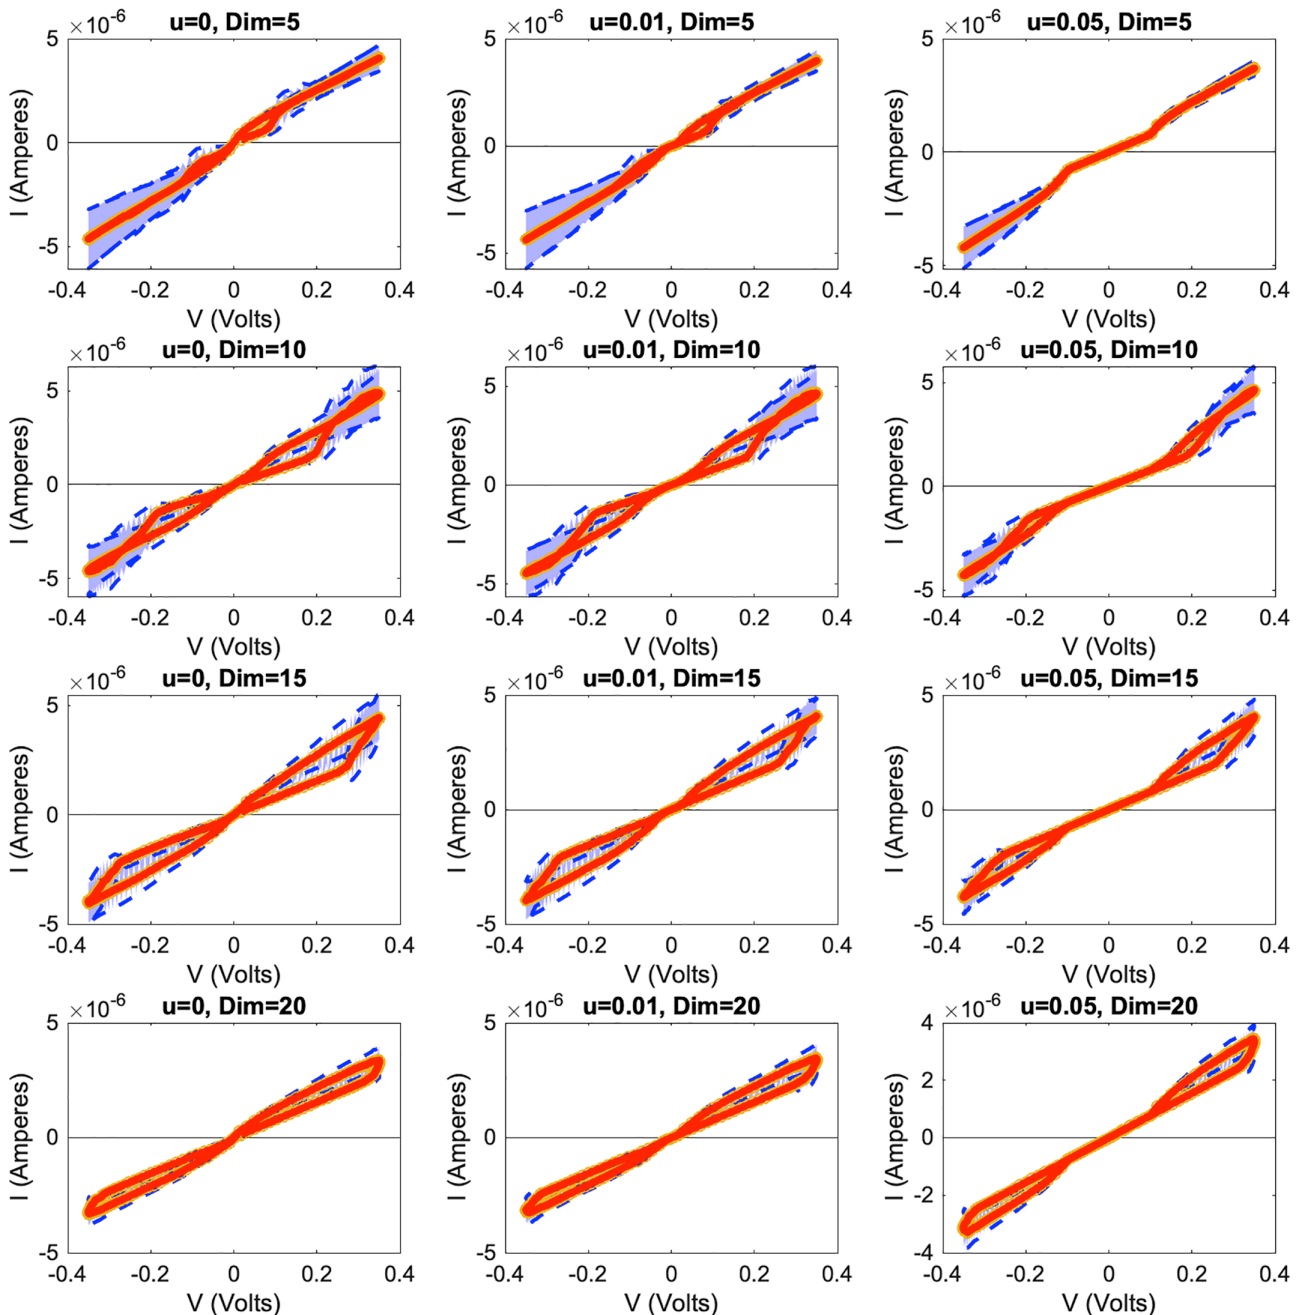 ×10-6 u=0, Dim=5
5
0
-5
I (Amperes)
-0.4 -0.2 0 0.2 0.4
V (Volts)
×10-6 u=0.01, Dim=5
5
0
-5
I (Amperes)
-0.4 -0.2 0 0.2 0.4
V (Volts)
×10-6 u=0.05, Dim=5
5
0
-5
I (Amperes)
-0.4 -0.2 0 0.2 0.4
V (Volts)
×10-6 u=0, Dim=10
5
0
-5
I (Amperes)
-0.4 -0.2 0 0.2 0.4
V (Volts)
×10-6 u=0.01, Dim=10
5
0
-5
I (Amperes)
-0.4 -0.2 0 0.2 0.4
V (Volts)
×10-6 u=0.05, Dim=10
5
0
-5
I (Amperes)
-0.4 -0.2 0 0.2 0.4
V (Volts)
×10-6 u=0, Dim=15
5
0
-5
I (Amperes)
-0.4 -0.2 0 0.2 0.4
V (Volts)
×10-6 u=0.01, Dim=15
5
0
-5
I (Amperes)
-0.4 -0.2 0 0.2 0.4
V (Volts)
×10-6 u=0.05, Dim=15
5
0
-5
I (Amperes)
-0.4 -0.2 0 0.2 0.4
V (Volts)
×10-6 u=0, Dim=20
5
0
-5
I (Amperes)
-0.4 -0.2 0 0.2 0.4
V (Volts)
×10-6 u=0.01, Dim=20
5
0
-5
I (Amperes)
-0.4 -0.2 0 0.2 0.4
V (Volts)
×10-6 u=0.05, Dim=20
4
2
0
-2
-4
I (Amperes)
-0.4 -0.2 0 0.2 0.4
V (Volts)